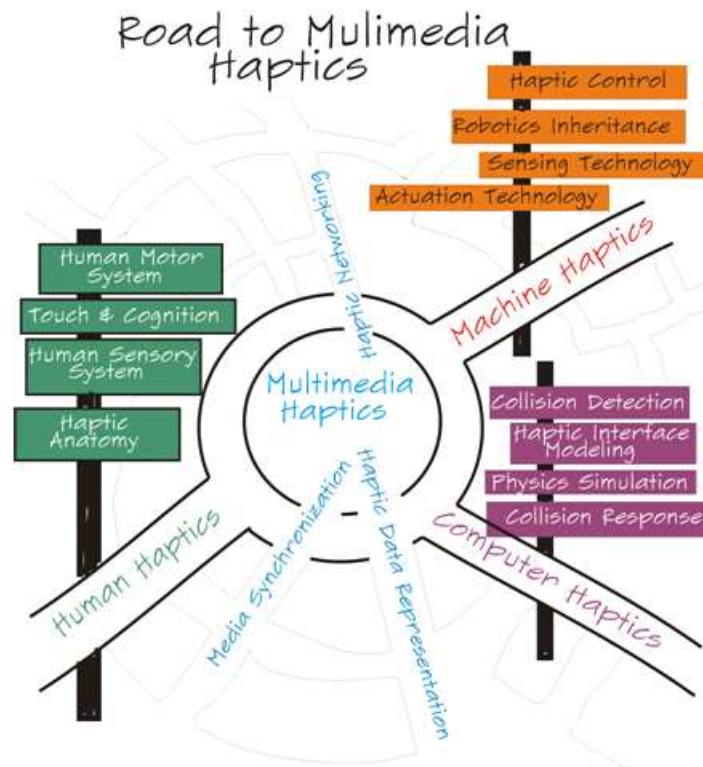 Road to Mulimedia
Haptics
Haptic Control
Robotics Inheritance
Sensing Technology
Actuation Technology
Machine Haptics
Haptic Networking
Human Motor
System
Touch & Cognition
Human Sensory
System
Haptic
Anatomy
Multimedia
Haptics
Collision Detection
Haptic Interface
Modeling
Physics Simulation
Collision Response
Human Haptics
Media Synchronization
Haptic Data Representation
Computer Haptics